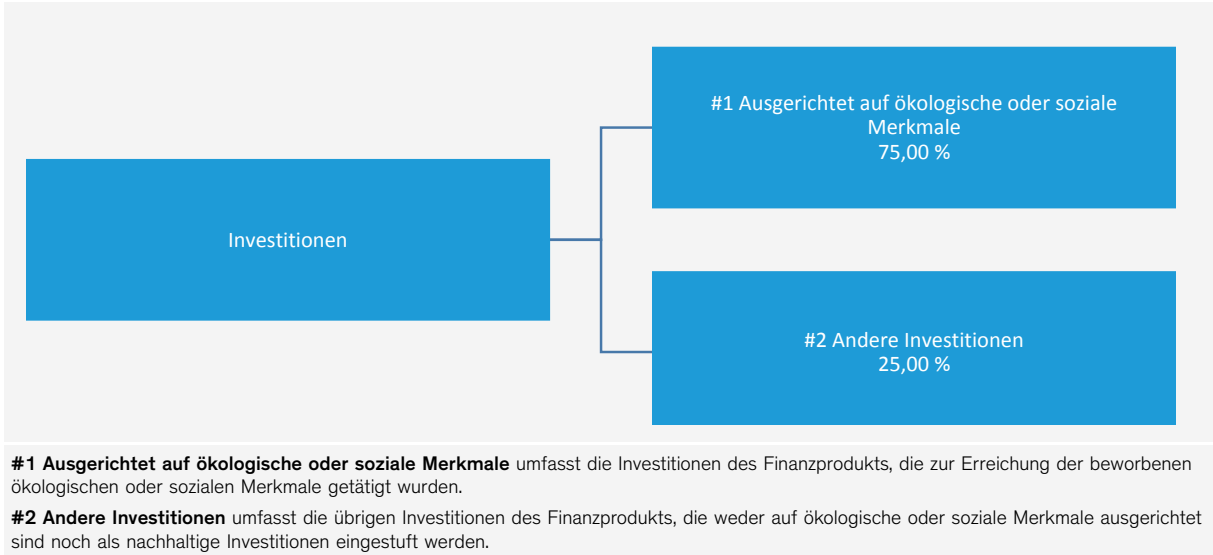 #1 Ausgerichtet auf ökologische oder soziale
Merkmale
75,00 %
Investitionen
#2 Andere Investitionen
25,00 %
#1 Ausgerichtet auf ökologische oder soziale Merkmale umfasst die Investitionen des Finanzprodukts, die zur Erreichung der beworbenen
ökologischen oder sozialen Merkmale getätigt wurden.
#2 Andere Investitionen umfasst die übrigen Investitionen des Finanzprodukts, die weder auf ökologische oder soziale Merkmale ausgerichtet
sind noch als nachhaltige Investitionen eingestuft werden.